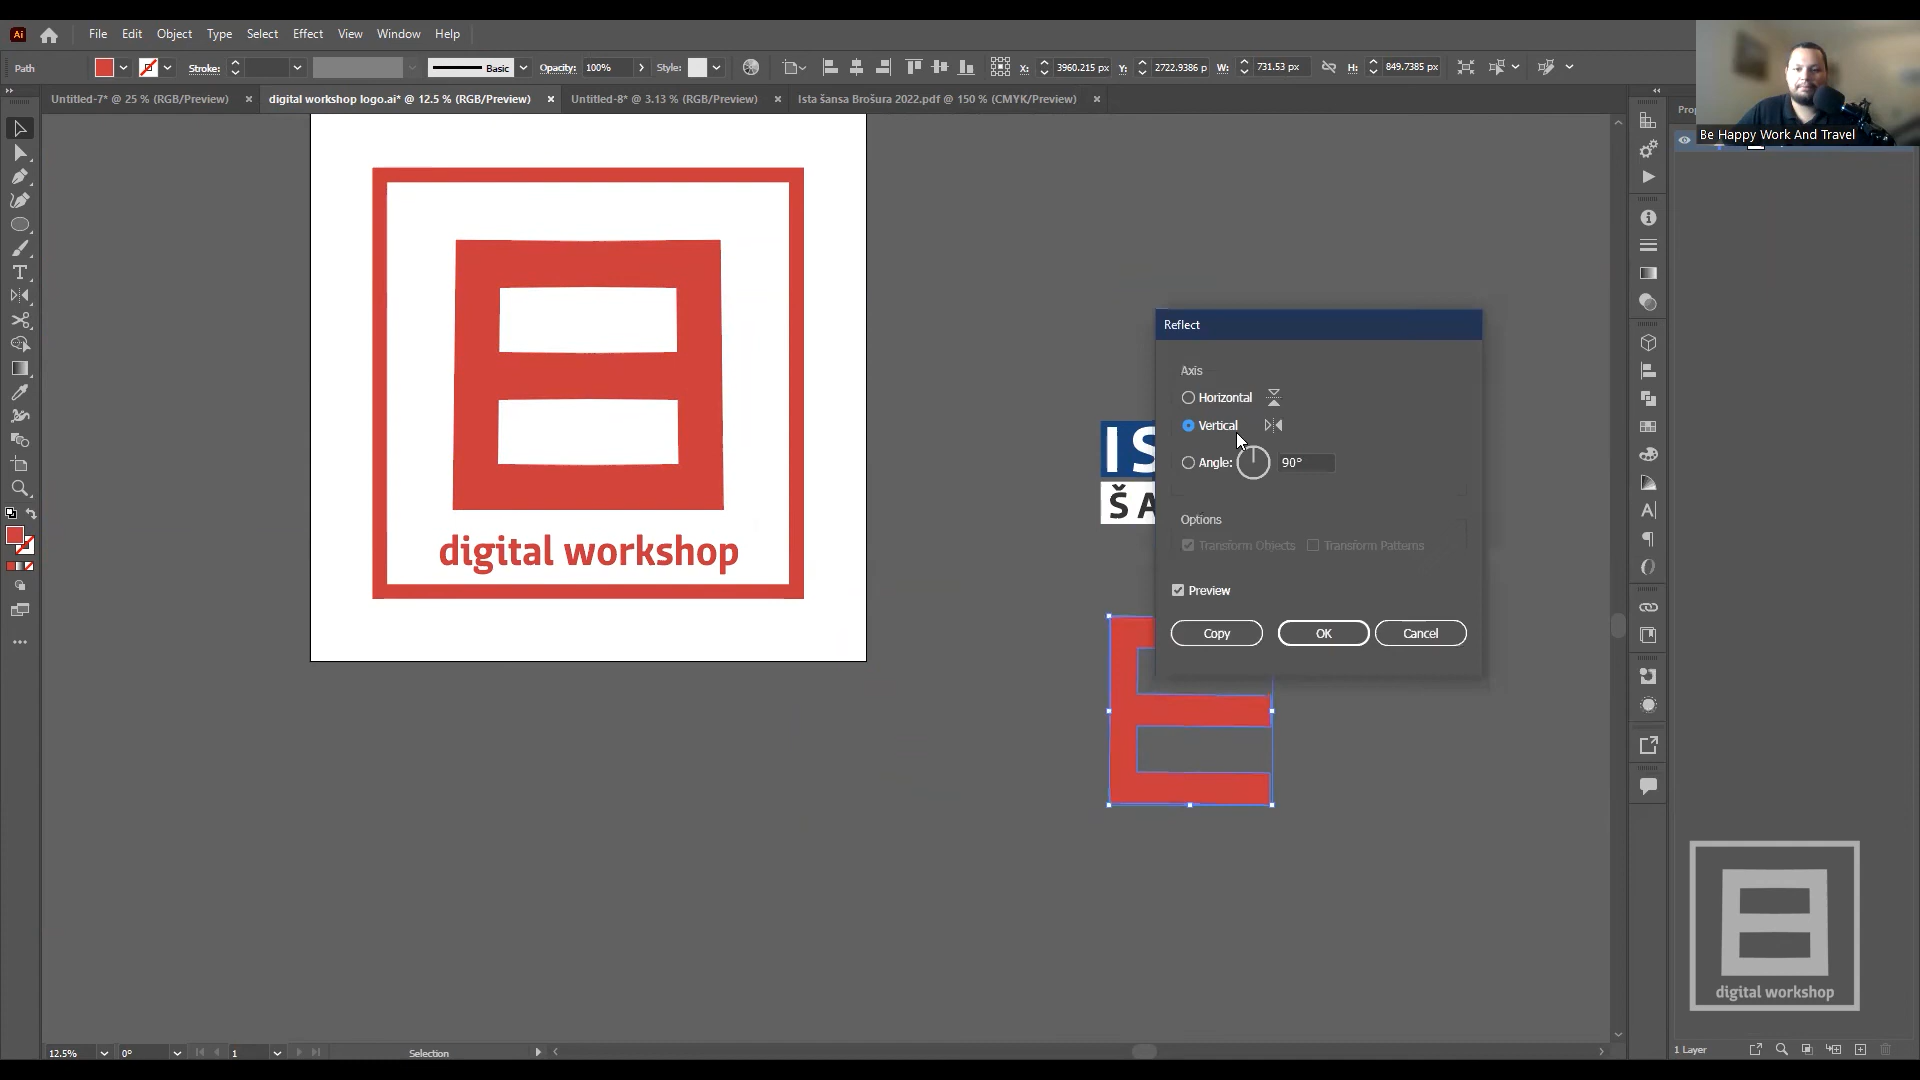 Ai File Edit Object Type Select Effect View Window Help
Path Stroke: Basic Opacity: 100% Style: X: 3960.215 px Y: 2722.9386 p W: 731.53 px H: 849.7385 px
Untitled-7* @ 25 % (RGB/Preview) digital workshop logo.ai* @ 12.5 % (RGB/Preview) Untitled-8* @ 3.13 % (RGB/Preview) Ista šansa Brošura 2022.pdf @ 150 % (CMYK/Preview)
Be Happy Work And Travel
digital workshop
IS
ŠA
Reflect
Axis
Horizontal
Vertical
Angle: 90°
Options
Transform Objects Transform Patterns
Preview
Copy OK Cancel
digital workshop
12.5% 0° 1 Selection
1 Layer